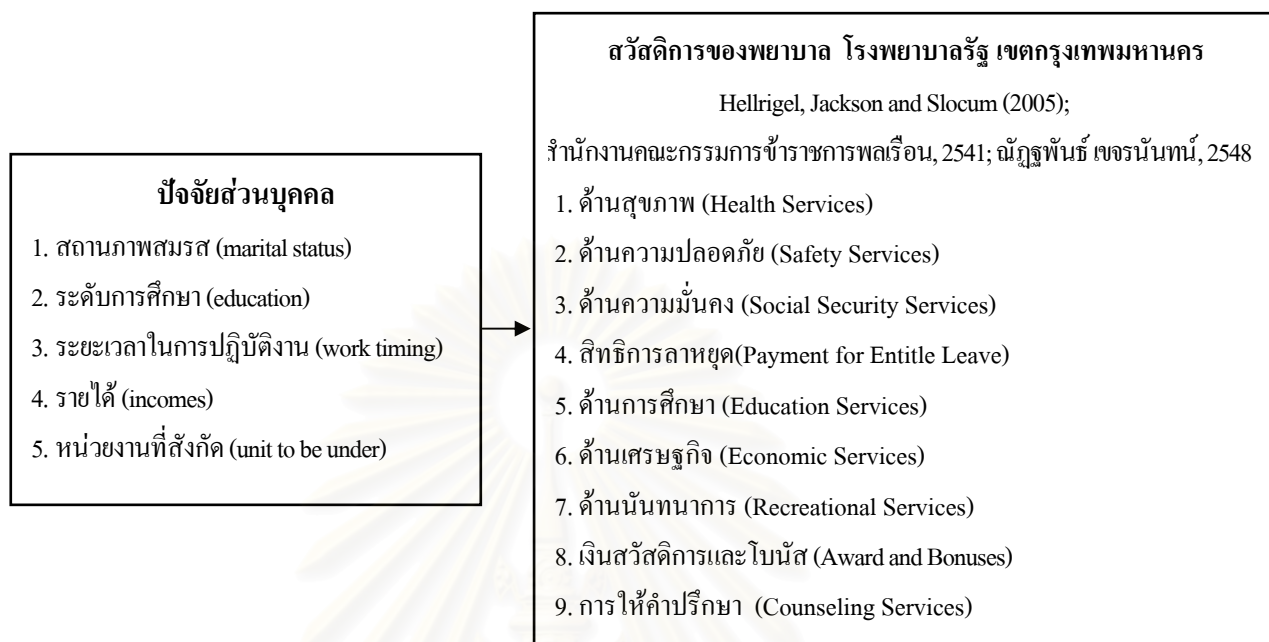 ปัจจัยส่วนบุคคล
1. สถานภาพสมรส (marital status)
2. ระดับการศึกษา (education)
3. ระยะเวลาในการปฏิบัติงาน (work timing)
4. รายได้ (incomes)
5. หน่วยงานที่สังกัด (unit to be under)
สวัสดิการของพยาบาล โรงพยาบาลรัฐ เขตกรุงเทพมหานคร
Hellrigel, Jackson and Slocum (2005);
สำนักงานคณะกรรมการข้าราชการพลเรือน, 2541; ณัฏฐพันธ์ เขจรนันทน์, 2548
1. ด้านสุขภาพ (Health Services)
2. ด้านความปลอดภัย (Safety Services)
3. ด้านความมั่นคง (Social Security Services)
4. สิทธิการลาหยุด(Payment for Entitle Leave)
5. ด้านการศึกษา (Education Services)
6. ด้านเศรษฐกิจ (Economic Services)
7. ด้านนันทนาการ (Recreational Services)
8. เงินสวัสดิการและโบนัส (Award and Bonuses)
9. การให้คำปรึกษา (Counseling Services)